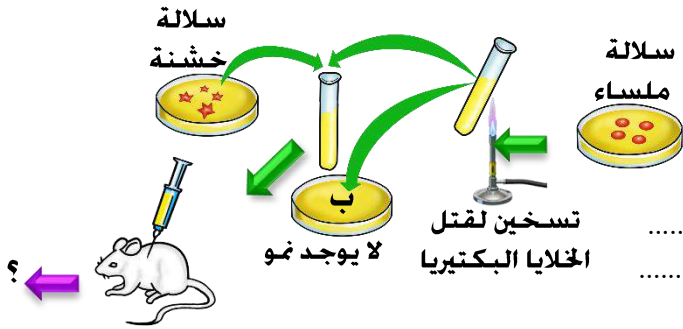 سلالة
خشنة
سلالة
ملساء
ب
لا يوجد نمو
تسخين لقتل
الخلايا البكتيريا
.....
......
؟